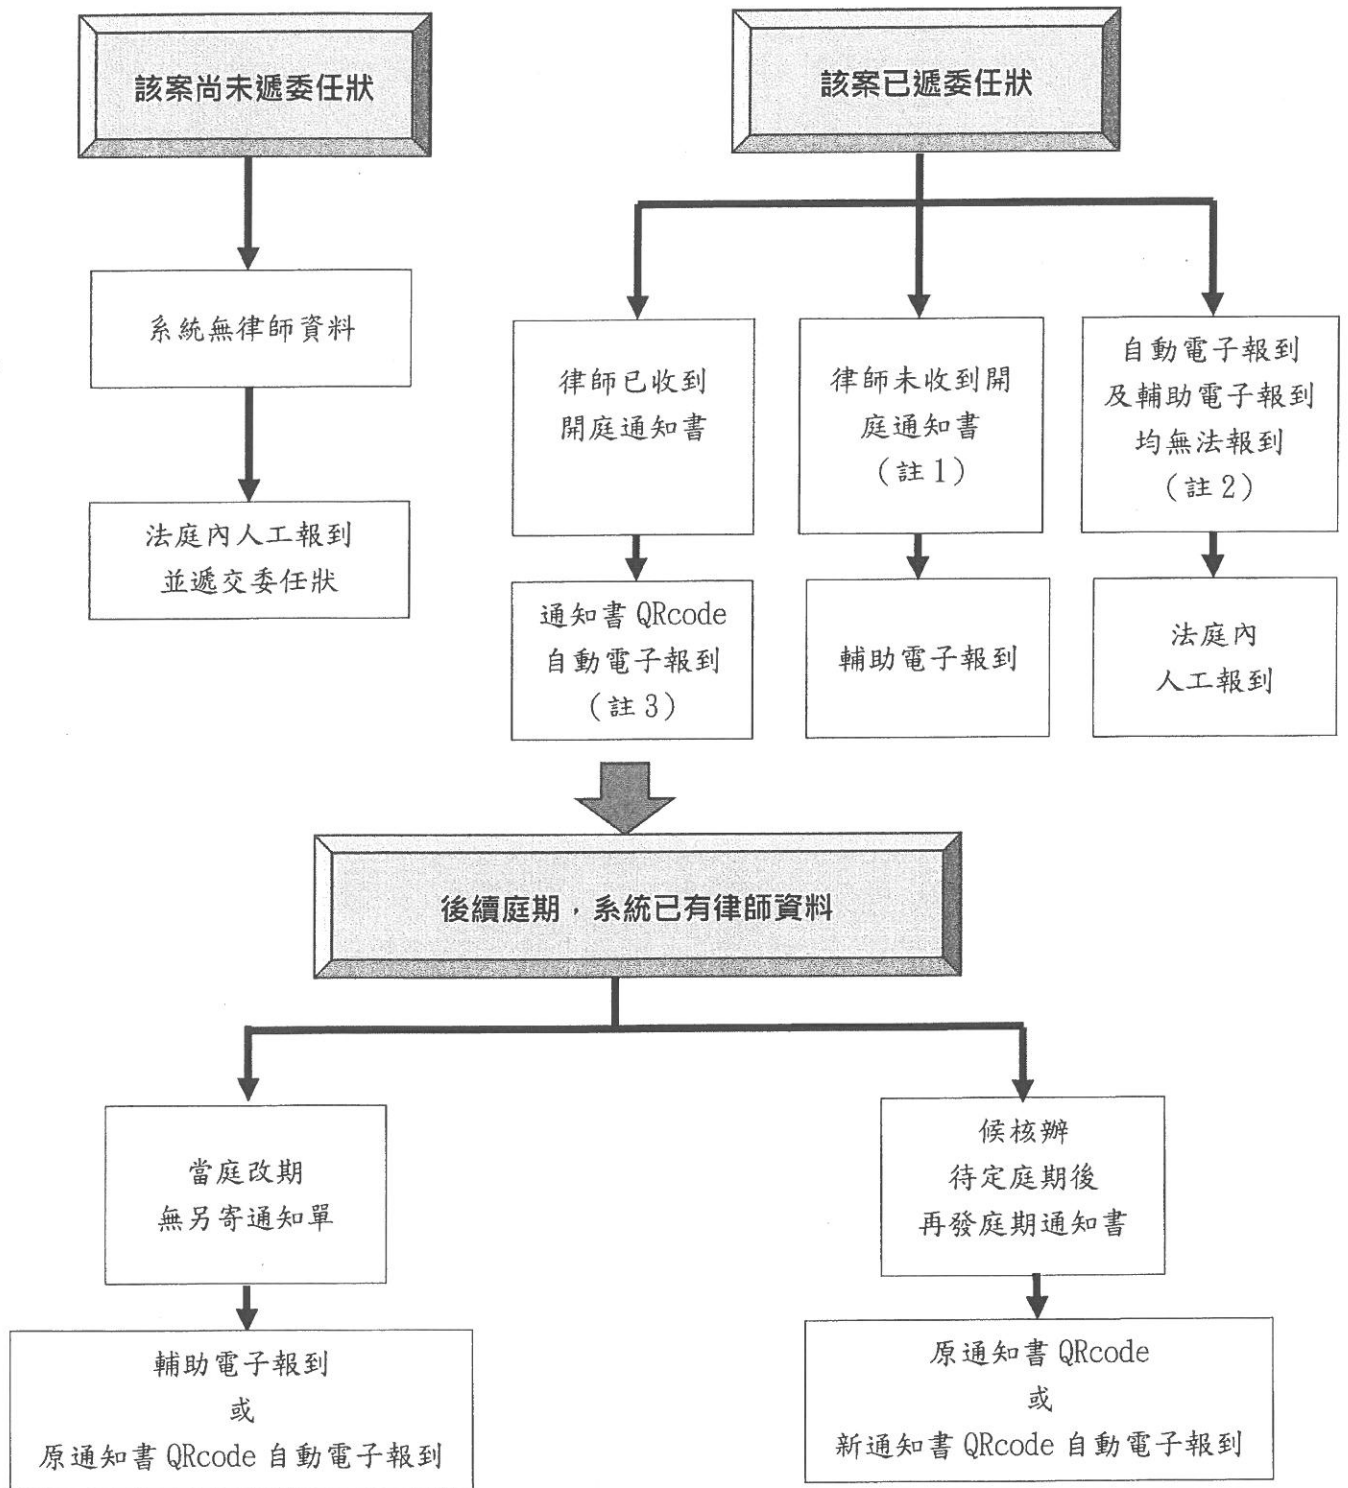 該案尚未遞委任狀
系統無律師資料
法庭內人工報到
並遞交委任狀
該案已遞委任狀
律師已收到
開庭通知書
通知書 QRcode
自動電子報到
(註 3)
律師未收到開
庭通知書
(註 1)
輔助電子報到
自動電子報到
及輔助電子報到
均無法報到
(註 2)
法庭內
人工報到
後續庭期，系統已有律師資料
當庭改期
無另寄通知單
輔助電子報到
或
原通知書 QRcode 自動電子報到
候核辦
待定庭期後
再發庭期通知書
原通知書 QRcode
或
新通知書 QRcode 自動電子報到